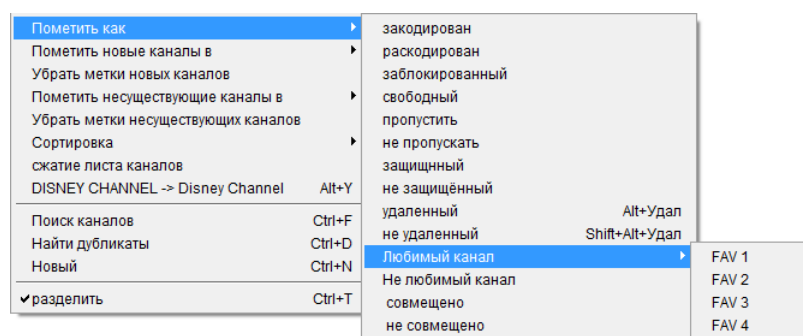 Пометить как
Пометить новые каналы в
Убрать метки новых каналов
Пометить несуществующие каналы в
Убрать метки несуществующих каналов
Сортировка
сжатие листа каналов
DISNEY CHANNEL -> Disney Channel Alt+Y
Поиск каналов Ctrl+F
Найти дубликаты Ctrl+D
Новый Ctrl+N
разделить Ctrl+T
закодирован
раскодирован
заблокированный
свободный
пропустить
не пропускать
защищнный
не защищённый
удаленный Alt+Удал
не удаленный Shift+Alt+Удал
Любимый канал
Не любимый канал
совмещено
не совмещено
FAV 1
FAV 2
FAV 3
FAV 4